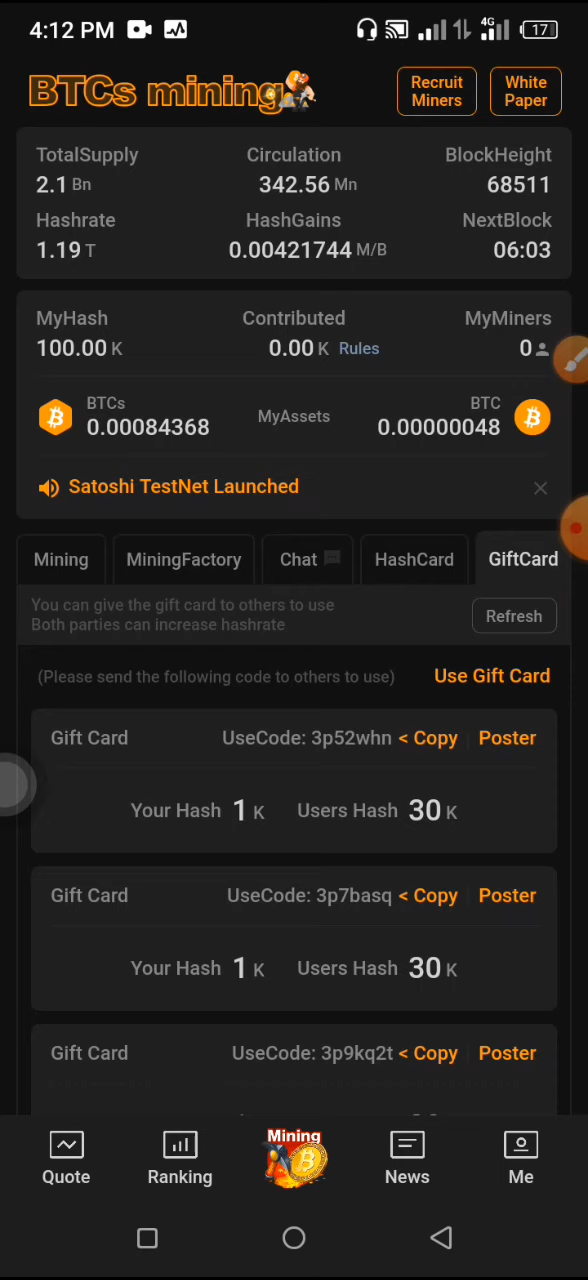 4:12 PM
4G
17
BTCs mining
Recruit Miners
White Paper
TotalSupply Circulation BlockHeight
2.1 Bn 342.56 Mn 68511
Hashrate HashGains NextBlock
1.19 T 0.00421744 M/B 06:03
MyHash Contributed MyMiners
100.00 K 0.00 K Rules 0
BTCs MyAssets BTC
0.00084368 0.00000048
Satoshi TestNet Launched
Mining MiningFactory Chat HashCard GiftCard
You can give the gift card to others to use
Both parties can increase hashrate
Refresh
(Please send the following code to others to use) Use Gift Card
Gift Card UseCode: 3p52whn < Copy Poster
Your Hash 1 K Users Hash 30 K
Gift Card UseCode: 3p7basq < Copy Poster
Your Hash 1 K Users Hash 30 K
Gift Card UseCode: 3p9kq2t < Copy Poster
Mining
Quote Ranking News Me